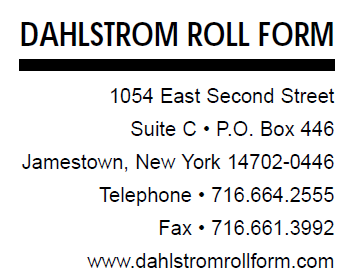 DAHLSTROM ROLL FORM
1054 East Second Street
Suite C • P.O. Box 446
Jamestown, New York 14702-0446
Telephone • 716.664.2555
Fax • 716.661.3992
www.dahlstromrollform.com